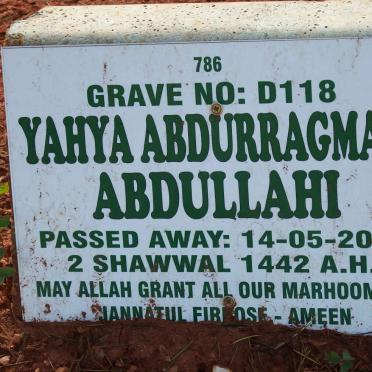 786
GRAVE NO: D118
YAHYA ABDURRAGMA
ABDULLAHI
PASSED AWAY: 14-05-20
2 SHAWWAL 1442 A.H.
MAY ALLAH GRANT ALL OUR MARHOOM
JANNATUL FIRDOSE - AMEEN